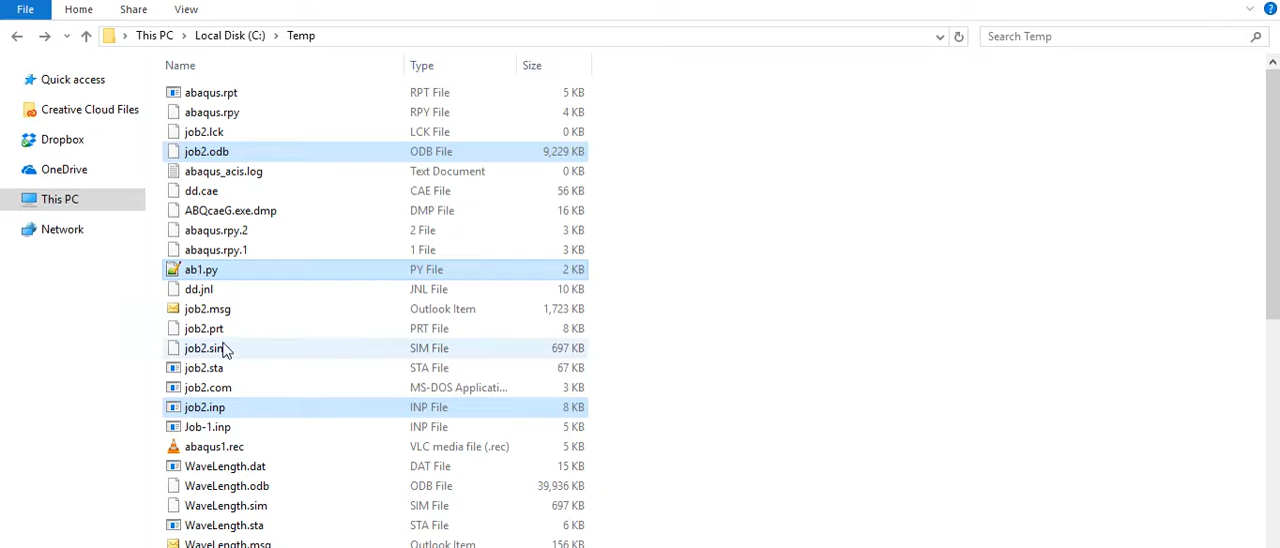 File Home Share View
This PC Local Disk (C:) Temp Search Temp
Name Type Size
Quick access
Creative Cloud Files
Dropbox
OneDrive
This PC
Network
abaqus.rpt RPT File 5 KB
abaqus.rpy RPY File 4 KB
job2.lck LCK File 0 KB
job2.odb ODB File 9,229 KB
abaqus_acis.log Text Document 0 KB
dd.cae CAE File 56 KB
ABQcaeG.exe.dmp DMP File 16 KB
abaqus.rpy.2 2 File 3 KB
abaqus.rpy.1 1 File 3 KB
ab1.py PY File 2 KB
dd.jnl JNL File 10 KB
job2.msg Outlook Item 1,723 KB
job2.prt PRT File 8 KB
job2.sim SIM File 697 KB
job2.sta STA File 67 KB
job2.com MS-DOS Applicati... 3 KB
job2.inp INP File 8 KB
Job-1.inp INP File 5 KB
abaqus1.rec VLC media file (.rec) 5 KB
WaveLength.dat DAT File 15 KB
WaveLength.odb ODB File 39,936 KB
WaveLength.sim SIM File 697 KB
WaveLength.sta STA File 6 KB
WaveLength.msg Outlook Item 156 KB